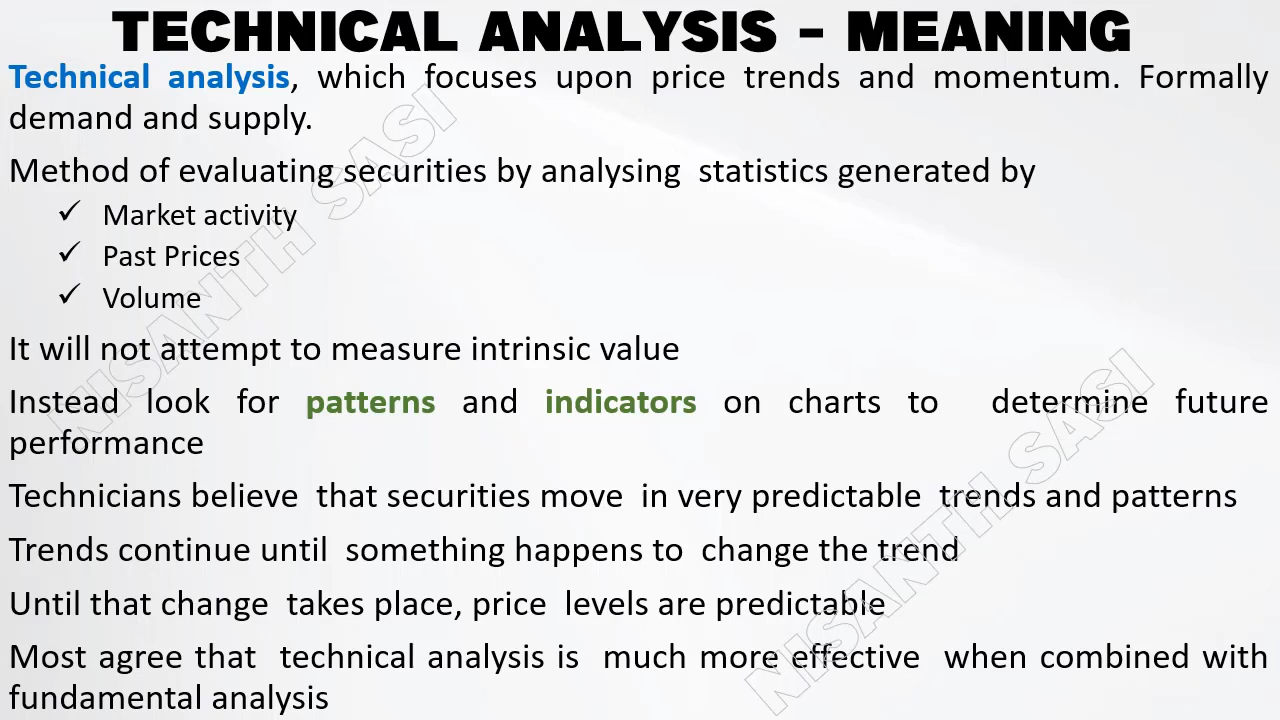 TECHNICAL ANALYSIS - MEANING
Technical analysis, which focuses upon price trends and momentum. Formally
demand and supply.
Method of evaluating securities by analysing statistics generated by
✓ Market activity
✓ Past Prices
✓ Volume
It will not attempt to measure intrinsic value
Instead look for patterns and indicators on charts to determine future
performance
Technicians believe that securities move in very predictable trends and patterns
Trends continue until something happens to change the trend
Until that change takes place, price levels are predictable
Most agree that technical analysis is much more effective when combined with
fundamental analysis
NISANTH SASI
NISANTH SASI